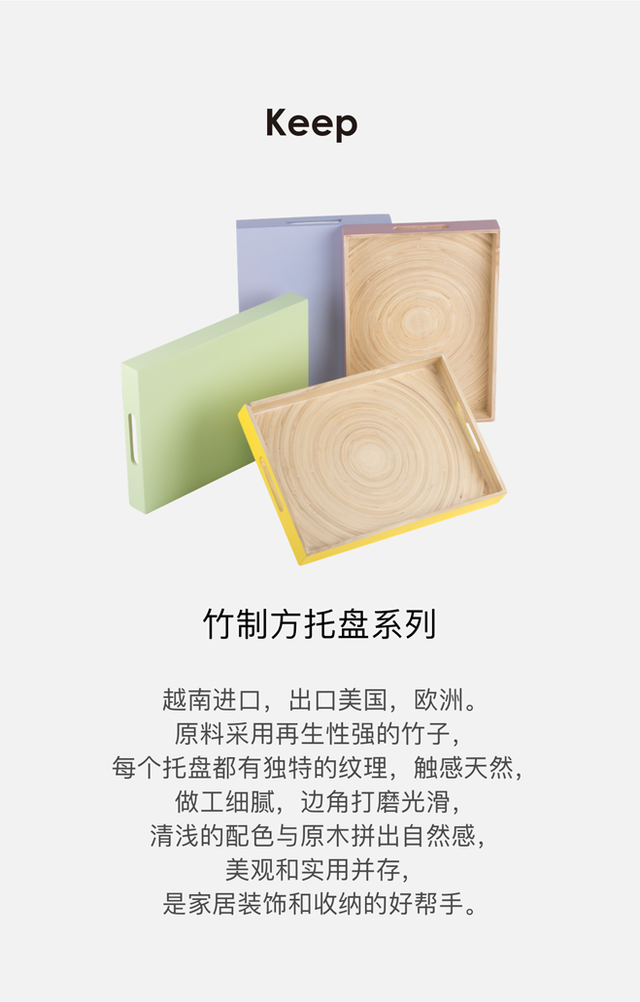 Keep
竹制方托盘系列
越南进口，出口美国，欧洲。
原料采用再生性强的竹子，
每个托盘都有独特的纹理，触感天然，
做工细腻，边角打磨光滑，
清浅的配色与原木拼出自然感，
美观和实用并存，
是家居装饰和收纳的好帮手。